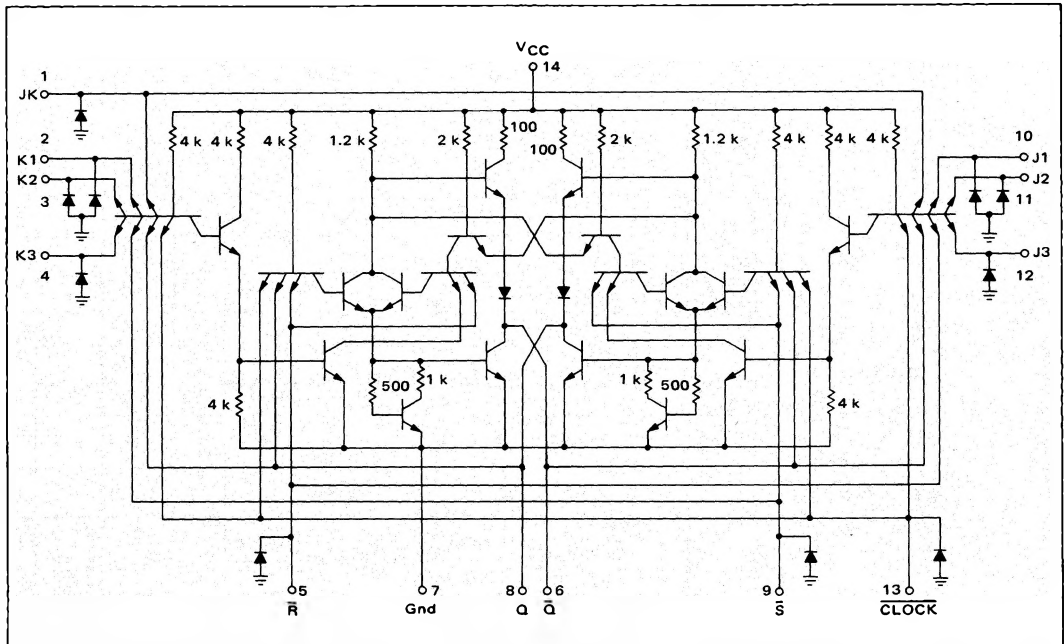 VCC
14
1
JK
2
K1
K2
3
K3
4
4 k 4 k 4 k 1.2 k 2 k 100 100 2 k 1.2 k 4 k 4 k 4 k
10
J1
J2
11
J3
12
4 k 500 1 k 1 k 500 4 k
5 7 8 6 9 13
R̅ Gnd Q Q̅ S̅ C̅L̅O̅C̅K̅